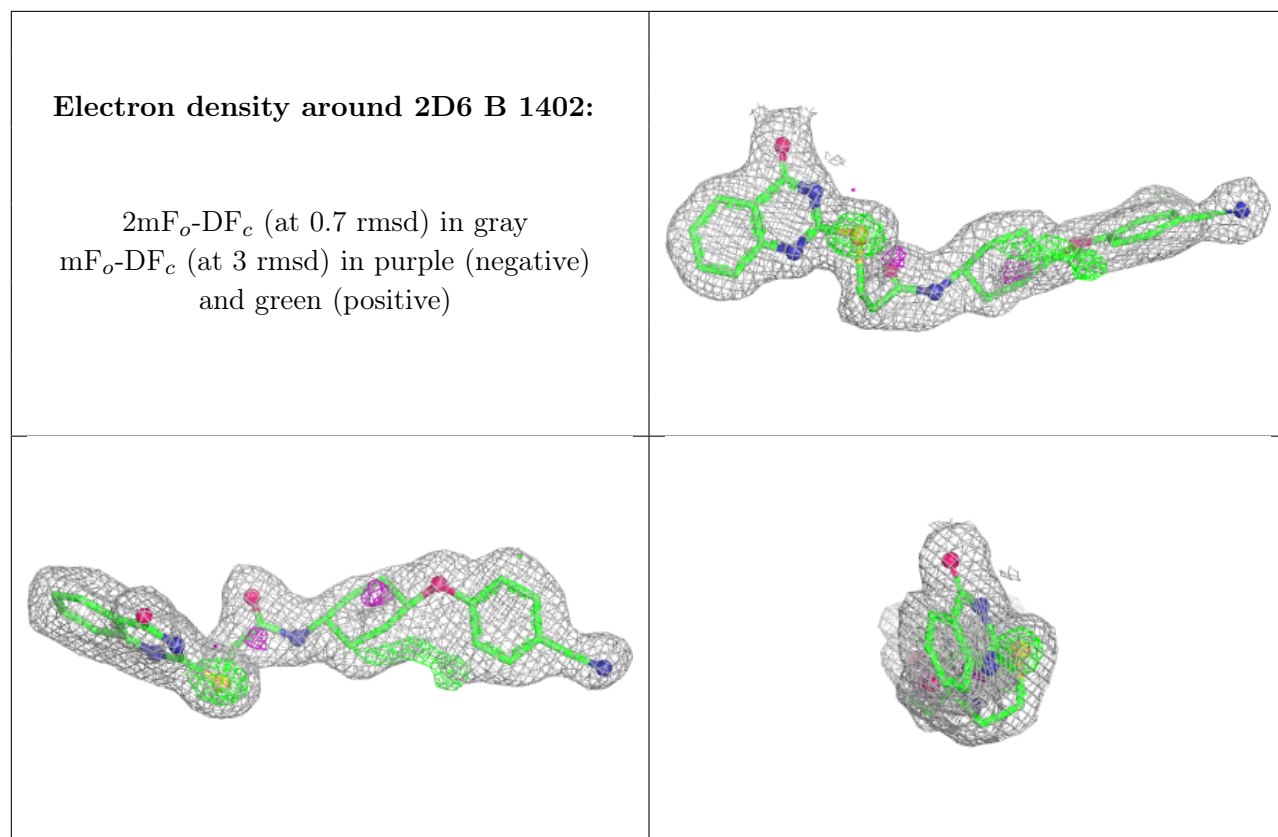 Electron density around 2D6 B 1402:
2mFo-DFc (at 0.7 rmsd) in gray
mFo-DFc (at 3 rmsd) in purple (negative)
and green (positive)